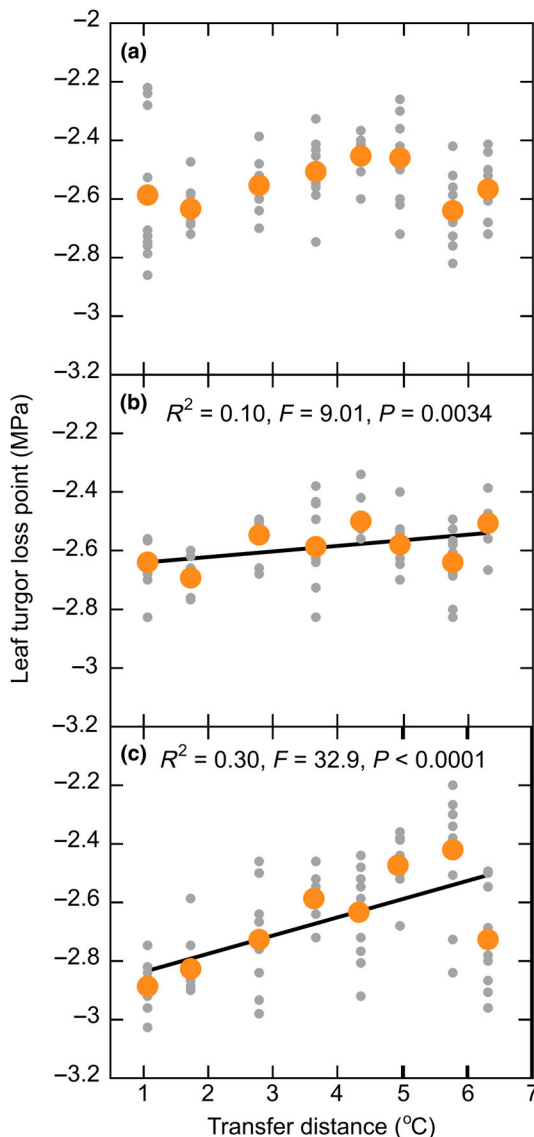 (a)
−2
−2.2
−2.4
−2.6
−2.8
−3
−3.2
(b)
R² = 0.10, F = 9.01, P = 0.0034
−2.2
−2.4
−2.6
−2.8
−3
−3.2
Leaf turgor loss point (MPa)
(c)
R² = 0.30, F = 32.9, P < 0.0001
−2.2
−2.4
−2.6
−2.8
−3
−3.2
1 2 3 4 5 6 7
Transfer distance (°C)